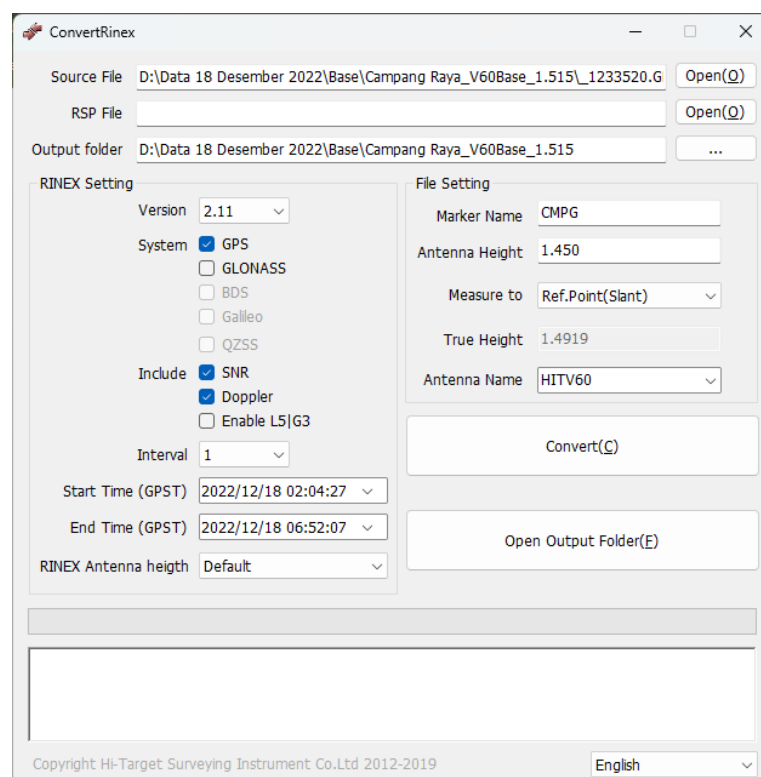 ConvertRinex
Source File D:\Data 18 Desember 2022\Base\Campang Raya_V60Base_1.515\_1233520.G Open(O)
RSP File Open(O)
Output folder D:\Data 18 Desember 2022\Base\Campang Raya_V60Base_1.515 ...
RINEX Setting
Version 2.11
System GPS
GLONASS
BDS
Galileo
QZSS
Include SNR
Doppler
Enable L5|G3
Interval 1
Start Time (GPST) 2022/12/18 02:04:27
End Time (GPST) 2022/12/18 06:52:07
RINEX Antenna heigth Default
File Setting
Marker Name CMPG
Antenna Height 1.450
Measure to Ref.Point(Slant)
True Height 1.4919
Antenna Name HITV60
Convert(C)
Open Output Folder(F)
Copyright Hi-Target Surveying Instrument Co.Ltd 2012-2019
English